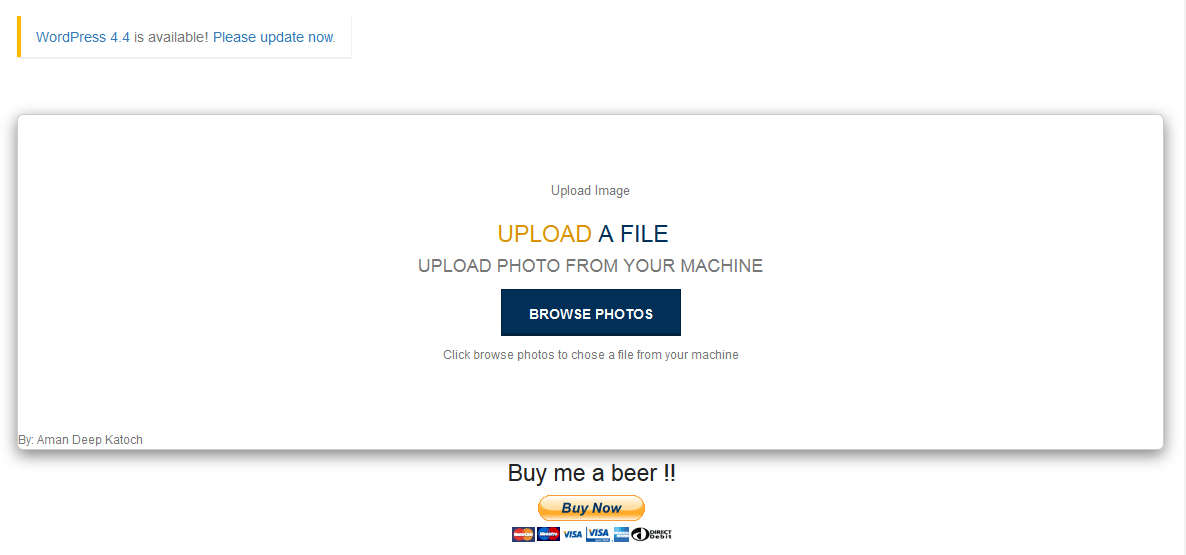 WordPress 4.4 is available! Please update now.
Upload Image
UPLOAD A FILE
UPLOAD PHOTO FROM YOUR MACHINE
BROWSE PHOTOS
Click browse photos to chose a file from your machine
By: Aman Deep Katoch
Buy me a beer !!
Buy Now
MasterCard Maestro VISA VISA DIRECT Debit